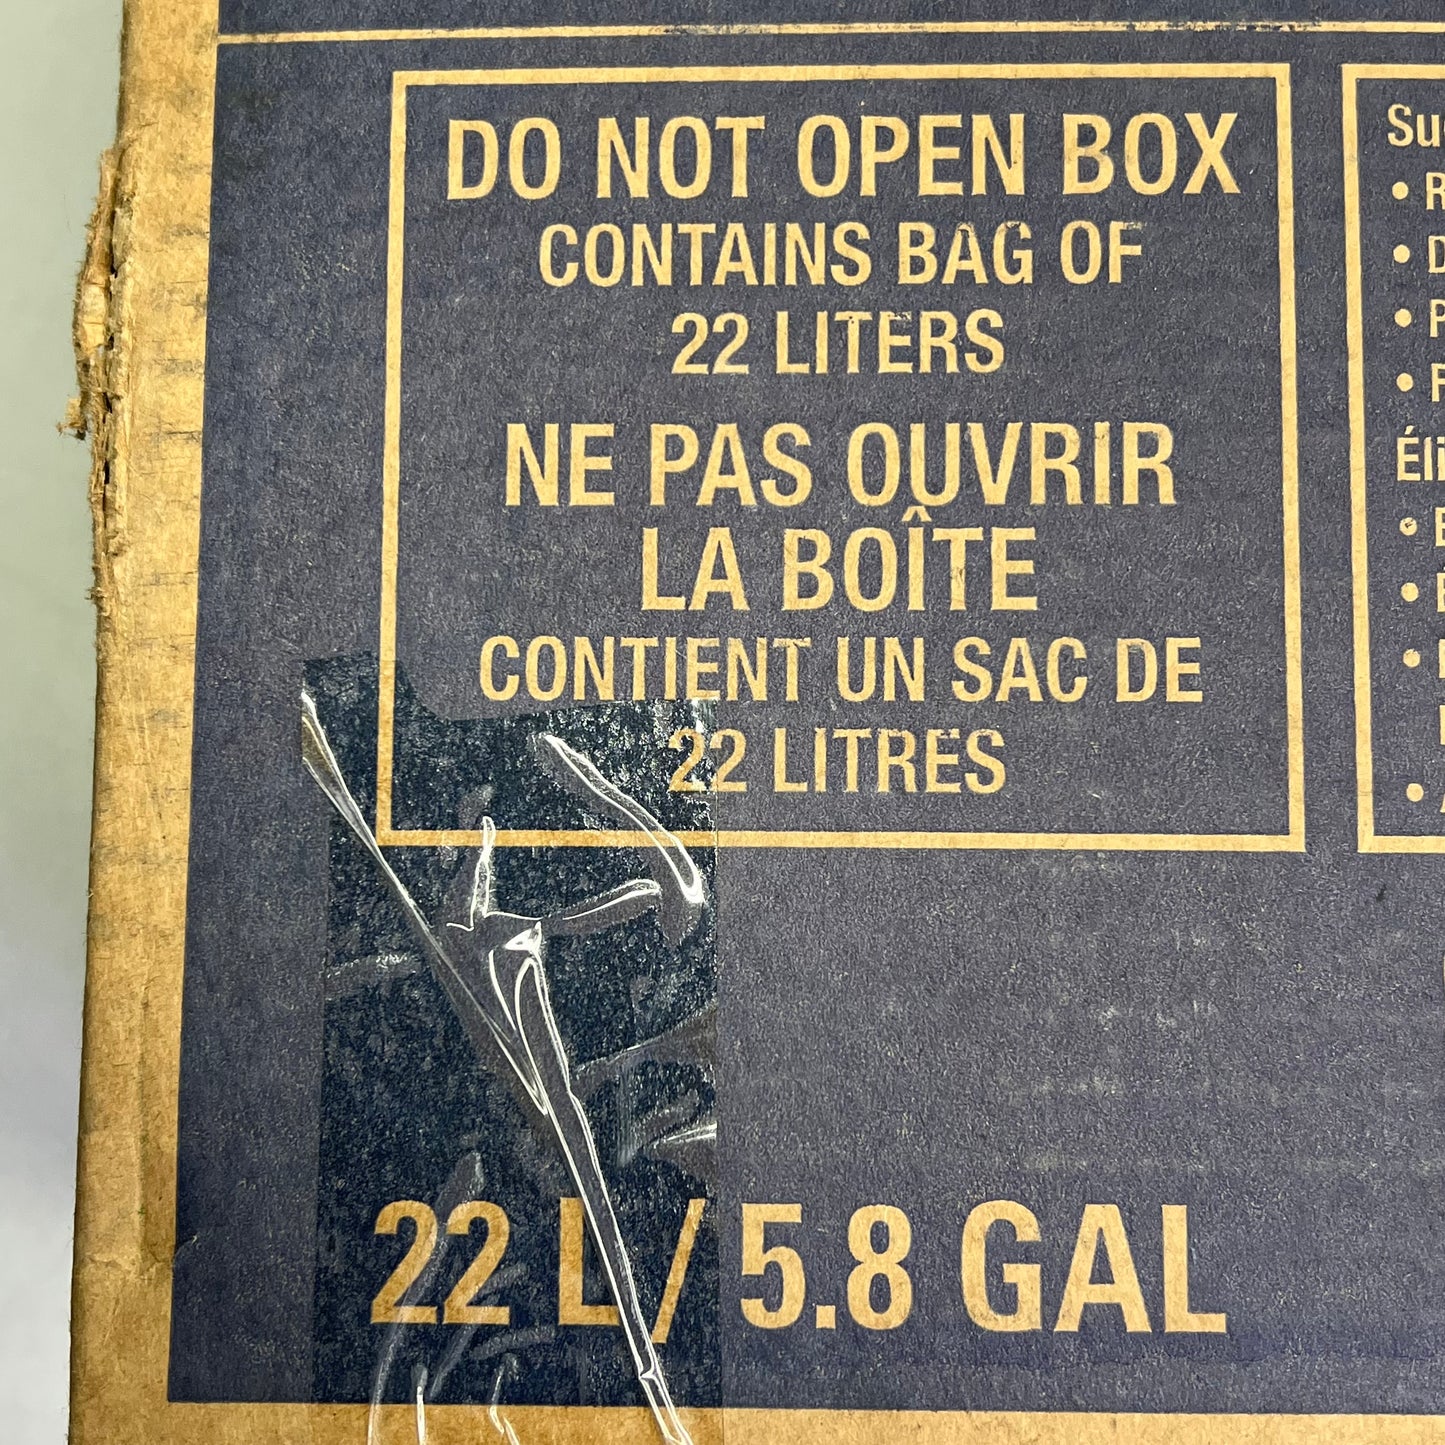 DO NOT OPEN BOX
CONTAINS BAG OF
22 LITERS
NE PAS OUVRIR
LA BOÎTE
CONTIENT UN SAC DE
22 LITRES
22 L / 5.8 GAL